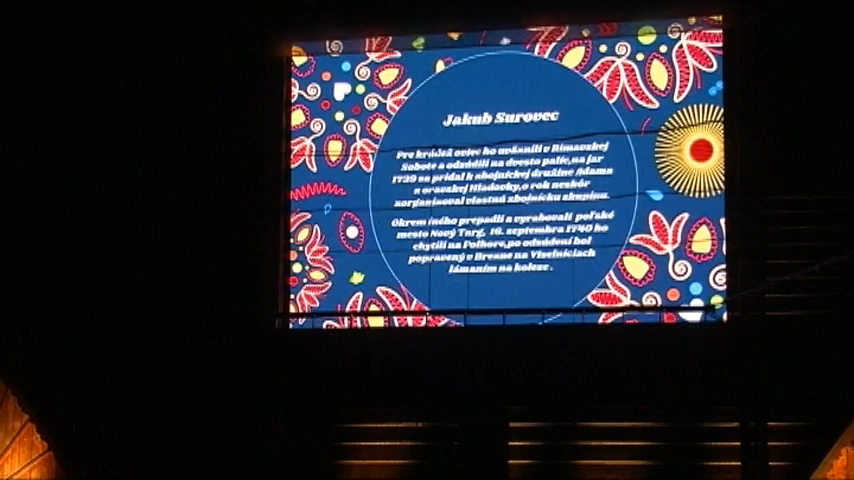 Jakub Surovec
Pre krádež oviec ho uväznili v Rimavskej
Sobote a odsúdili na dvesto palíc,na jar
1739 sa pridal k zbojníckej družine Adama
z oravskej Hladovky,o rok neskôr
zorganizoval vlastnú zbojnícku skupinu.
Okrem iného prepadli a vyrabovali poľské
mesto Nový Targ, 16. septembra 1740 ho
chytili na Polhore,po odsúdení bol
popravený v Brezne na Viselniciach
lámaním na kolese .